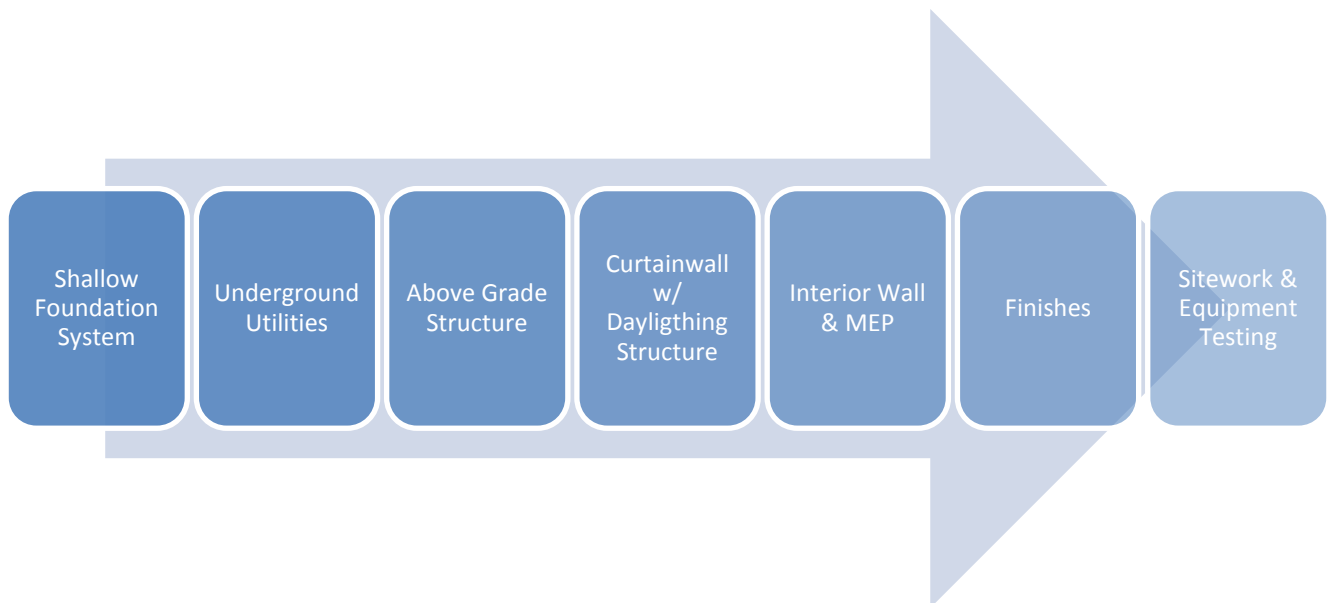 Shallow
Foundation
System
Underground
Utilities
Above Grade
Structure
Curtainwall
w/
Dayligthing
Structure
Interior Wall
& MEP
Finishes
Sitework &
Equipment
Testing